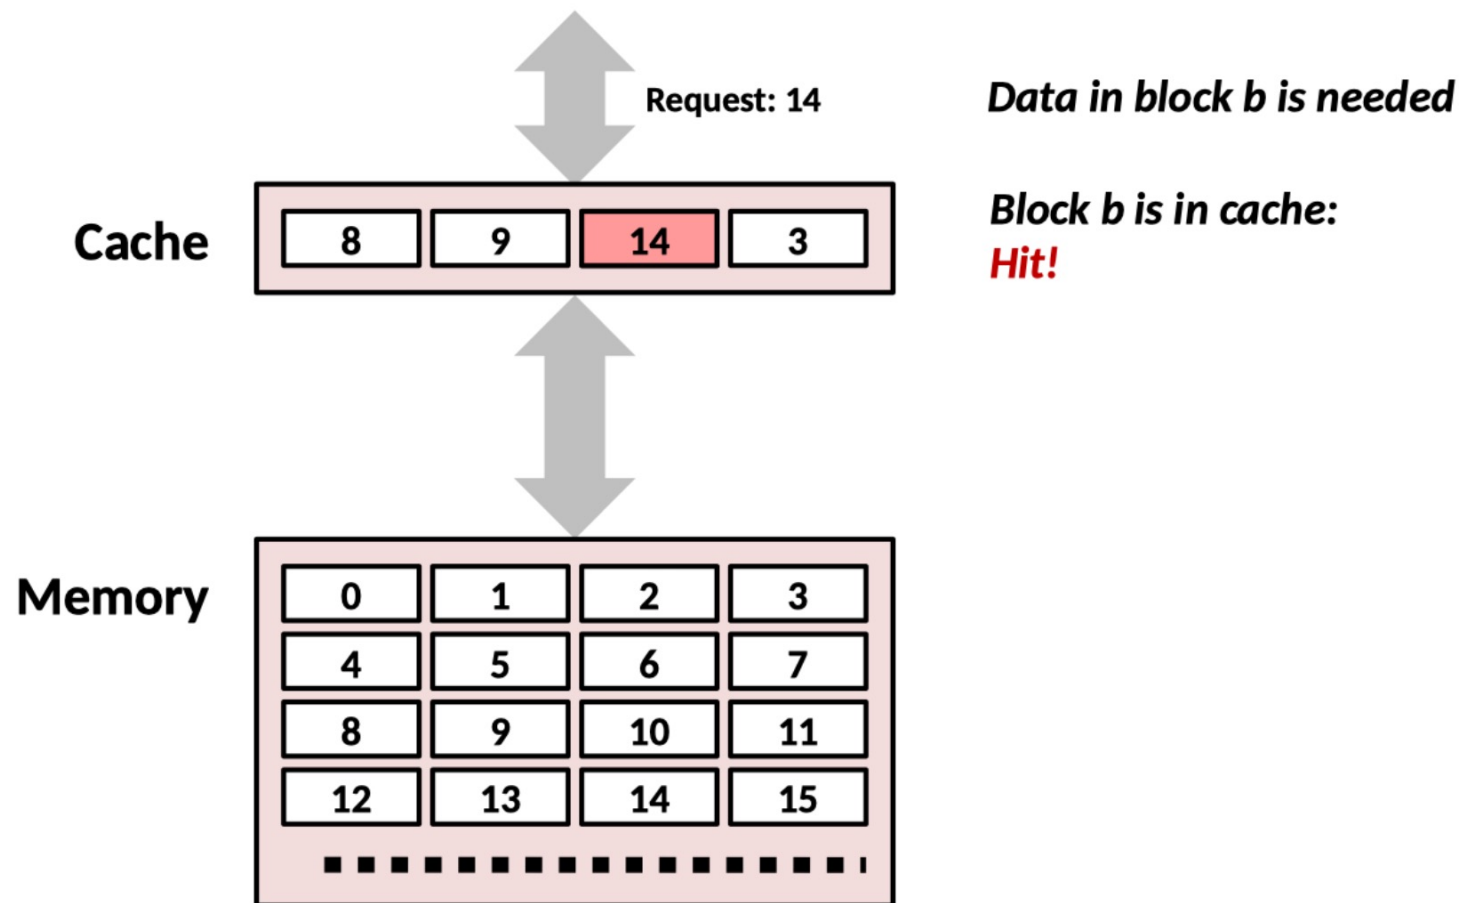 Request: 14
Data in block b is needed
Cache
8 9 14 3
Block b is in cache:
Hit!
Memory
0 1 2 3
4 5 6 7
8 9 10 11
12 13 14 15